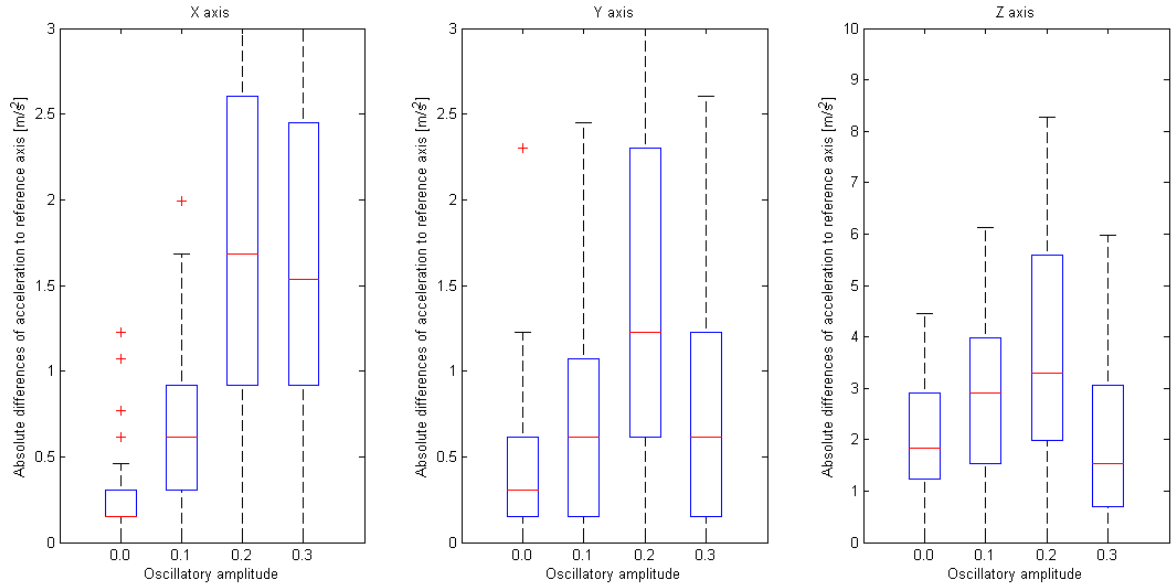 X axis
Absolute differences of acceleration to reference axis [m/s²]
3
2.5
2
1.5
1
0.5
0
0.0 0.1 0.2 0.3
Oscillatory amplitude
Y axis
Absolute differences of acceleration to reference axis [m/s²]
3
2.5
2
1.5
1
0.5
0
0.0 0.1 0.2 0.3
Oscillatory amplitude
Z axis
Absolute differences of acceleration to reference axis [m/s²]
10
9
8
7
6
5
4
3
2
1
0
0.0 0.1 0.2 0.3
Oscillatory amplitude